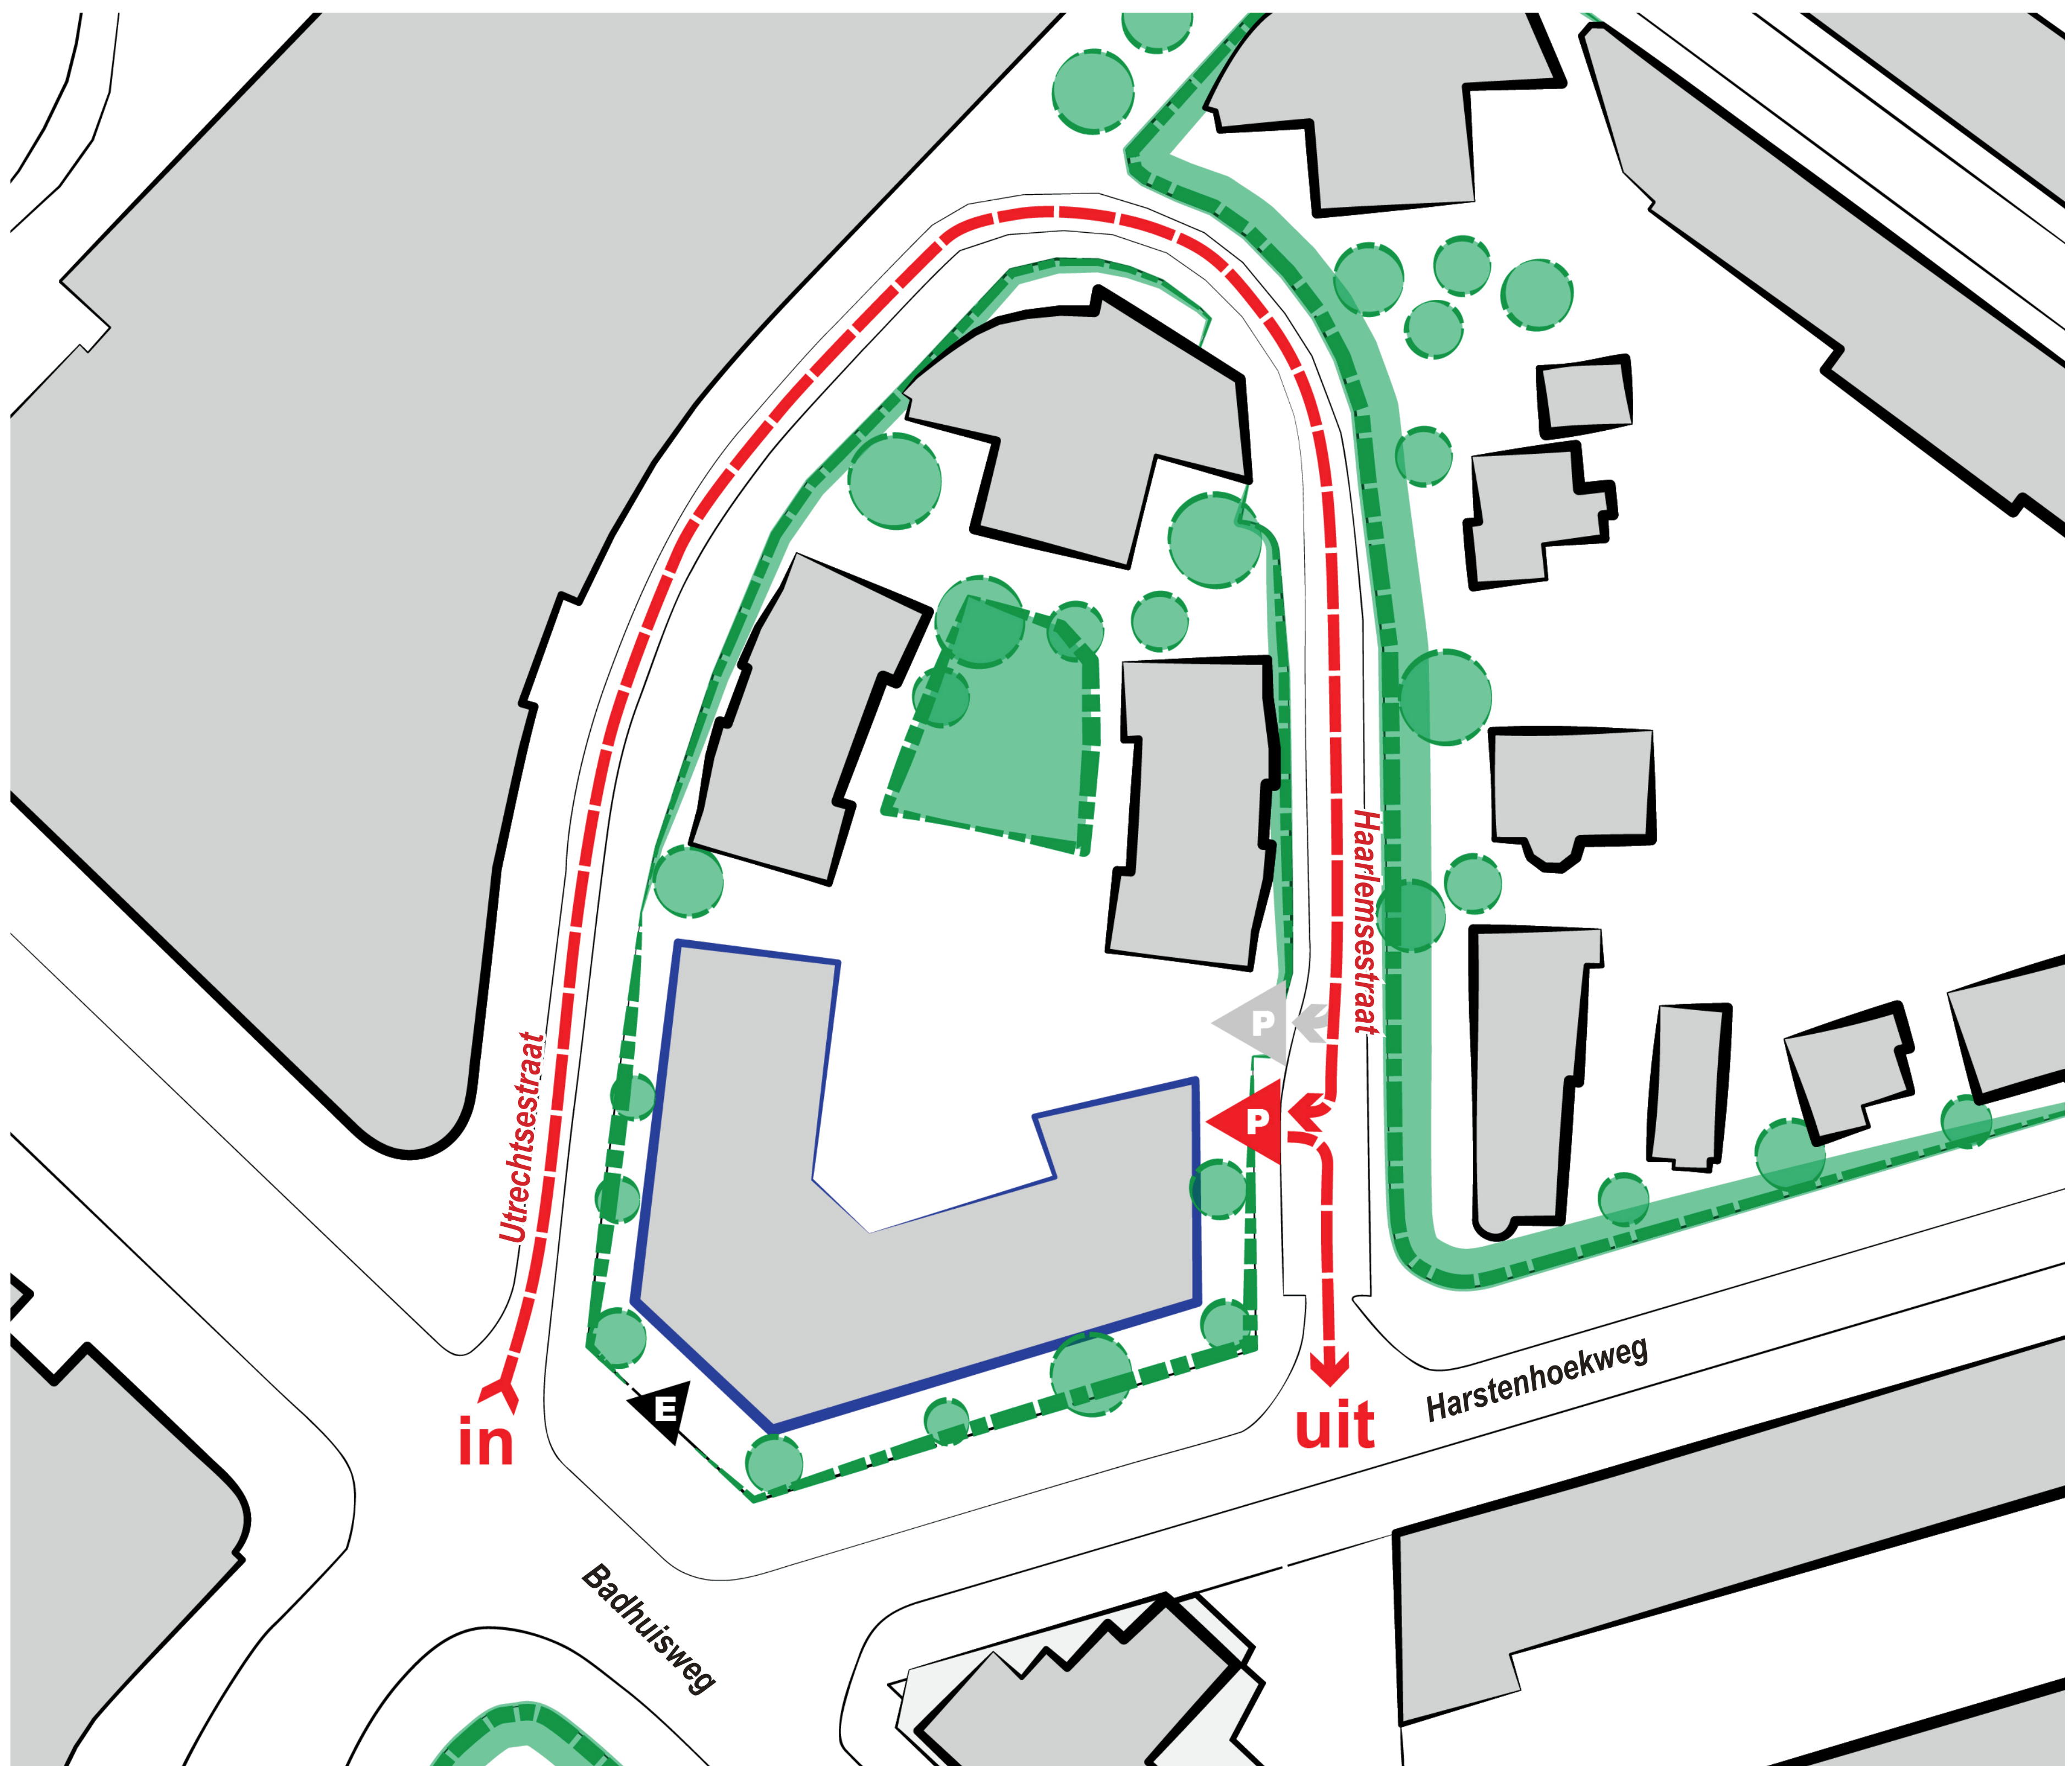 Haarlemsestraat
P
Utrechtsestraat
P
Harstenhoekweg
E
in
uit
Badhuisweg